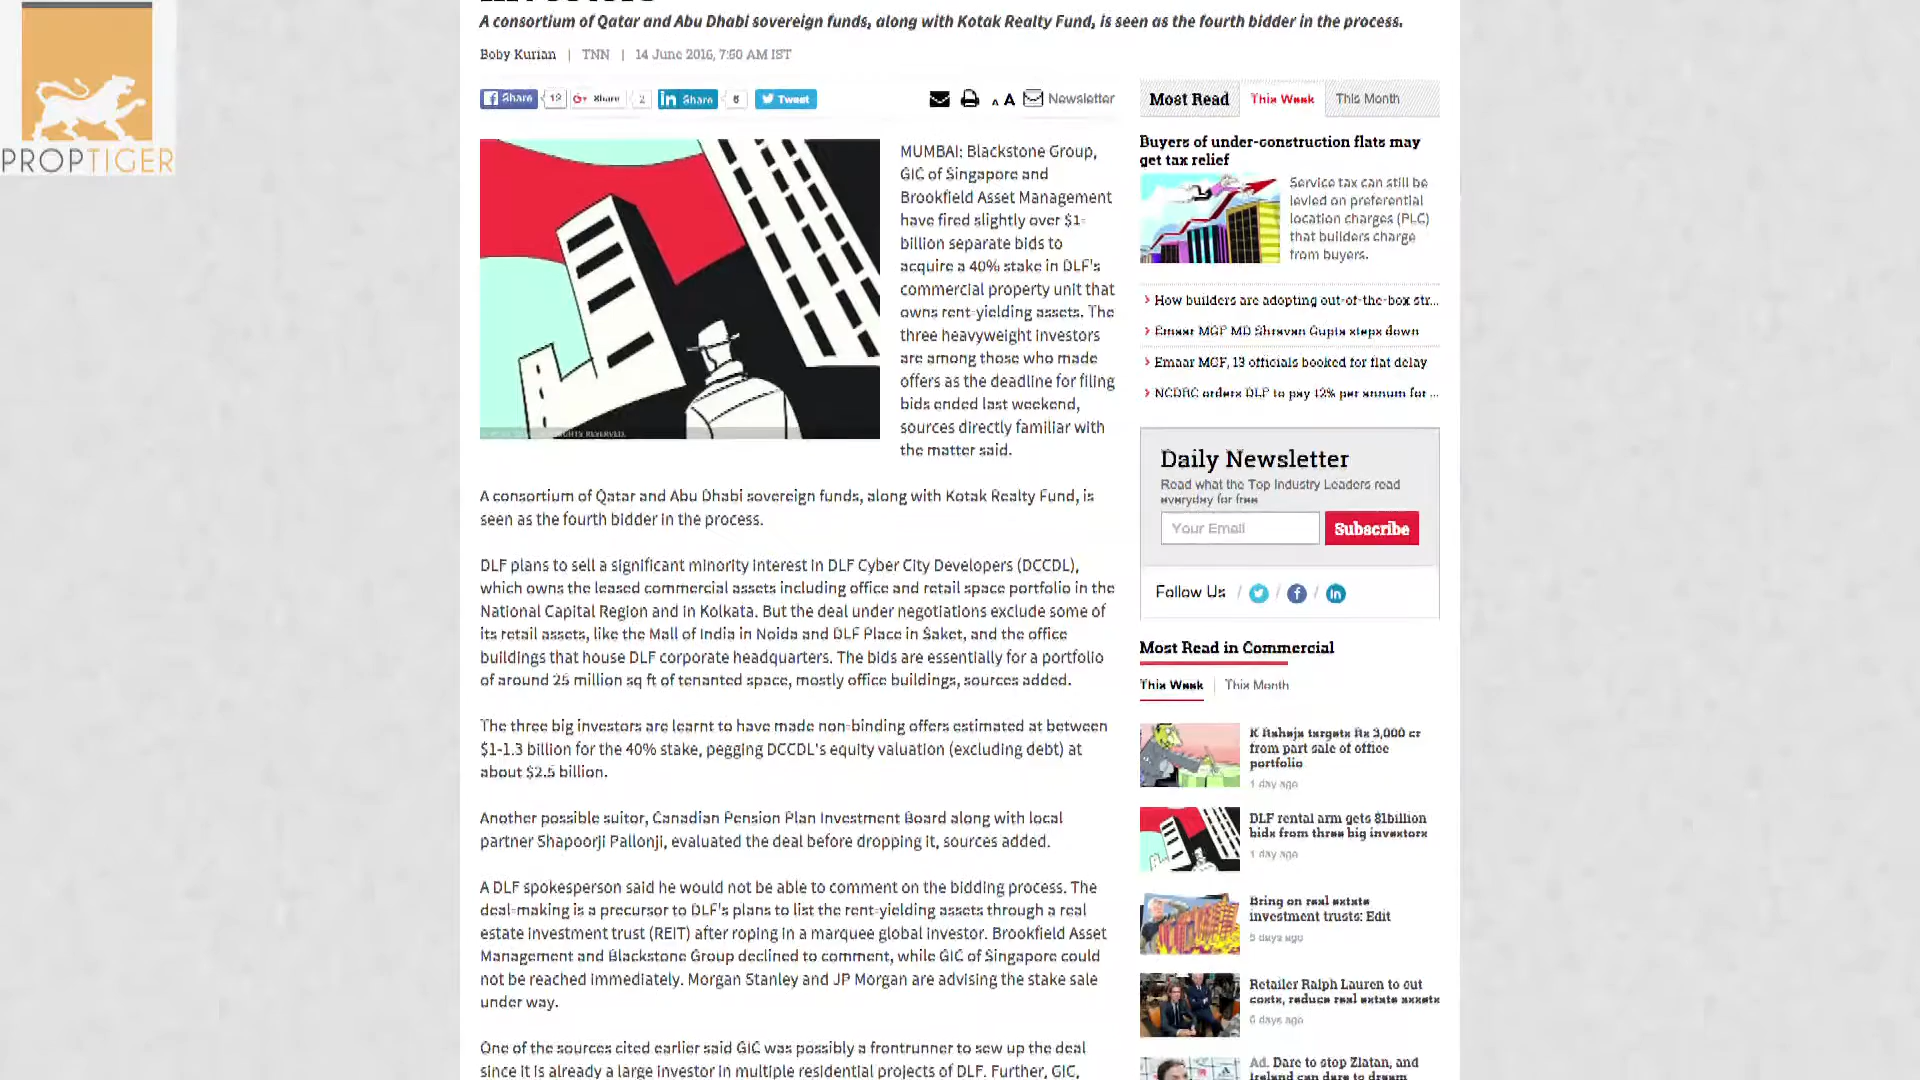 A consortium of Qatar and Abu Dhabi sovereign funds, along with Kotak Realty Fund, is seen as the fourth bidder in the process.
Boby Kurian | TNN | 14 June 2016, 7:50 AM IST
PROPTIGER
Share 12 Share 2 Share 6 Tweet
A A Newsletter
MUMBAI: Blackstone Group,
GIC of Singapore and
Brookfield Asset Management
have fired slightly over $1-
billion separate bids to
acquire a 40% stake in DLF's
commercial property unit that
owns rent-yielding assets. The
three heavyweight investors
are among those who made
offers as the deadline for filing
bids ended last weekend,
sources directly familiar with
the matter said.
RIGHTS RESERVED.
A consortium of Qatar and Abu Dhabi sovereign funds, along with Kotak Realty Fund, is
seen as the fourth bidder in the process.
DLF plans to sell a significant minority interest in DLF Cyber City Developers (DCCDL),
which owns the leased commercial assets including office and retail space portfolio in the
National Capital Region and in Kolkata. But the deal under negotiations exclude some of
its retail assets, like the Mall of India in Noida and DLF Place in Saket, and the office
buildings that house DLF corporate headquarters. The bids are essentially for a portfolio
of around 25 million sq ft of tenanted space, mostly office buildings, sources added.
The three big investors are learnt to have made non-binding offers estimated at between
$1-1.3 billion for the 40% stake, pegging DCCDL's equity valuation (excluding debt) at
about $2.5 billion.
Another possible suitor, Canadian Pension Plan Investment Board along with local
partner Shapoorji Pallonji, evaluated the deal before dropping it, sources added.
A DLF spokesperson said he would not be able to comment on the bidding process. The
deal-making is a precursor to DLF's plans to list the rent-yielding assets through a real
estate investment trust (REIT) after roping in a marquee global investor. Brookfield Asset
Management and Blackstone Group declined to comment, while GIC of Singapore could
not be reached immediately. Morgan Stanley and JP Morgan are advising the stake sale
under way.
One of the sources cited earlier said GIC was possibly a frontrunner to sew up the deal
since it is already a large investor in multiple residential projects of DLF. Further, GIC,
Most Read This Week This Month
Buyers of under-construction flats may
get tax relief
Service tax can still be
levied on preferential
location charges (PLC)
that builders charge
from buyers.
How builders are adopting out-of-the-box str...
Emaar MGF MD Shravan Gupta steps down
Emaar MGF, 13 officials booked for flat delay
NCDRC orders DLF to pay 12% per annum for ...
Daily Newsletter
Read what the Top Industry Leaders read
everyday for free
Your Email Subscribe
Follow Us
Most Read in Commercial
This Week This Month
K Raheja targets Rs 3,000 cr
from part sale of office
portfolio
1 day ago
DLF rental arm gets $1billion
bids from three big investors
1 day ago
Bring on real estate
investment trusts: Edit
5 days ago
Retailer Ralph Lauren to cut
costs, reduce real estate assets
6 days ago
Ad. Dare to stop Zlatan, and
Ireland can dare to dream